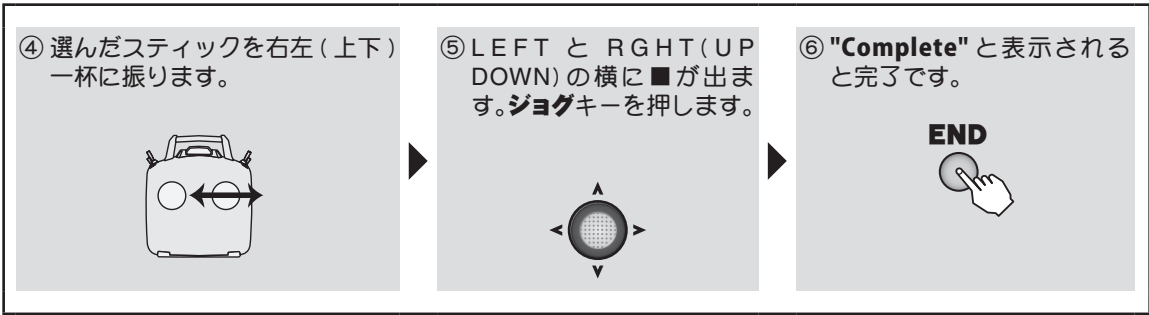 ④ 選んだスティックを右左(上下)
一杯に振ります。
⑤ LEFT と RGHT(UP
DOWN)の横に■が出ま
す。ジョグキーを押します。
⑥ "Complete" と表示される
と完了です。
END